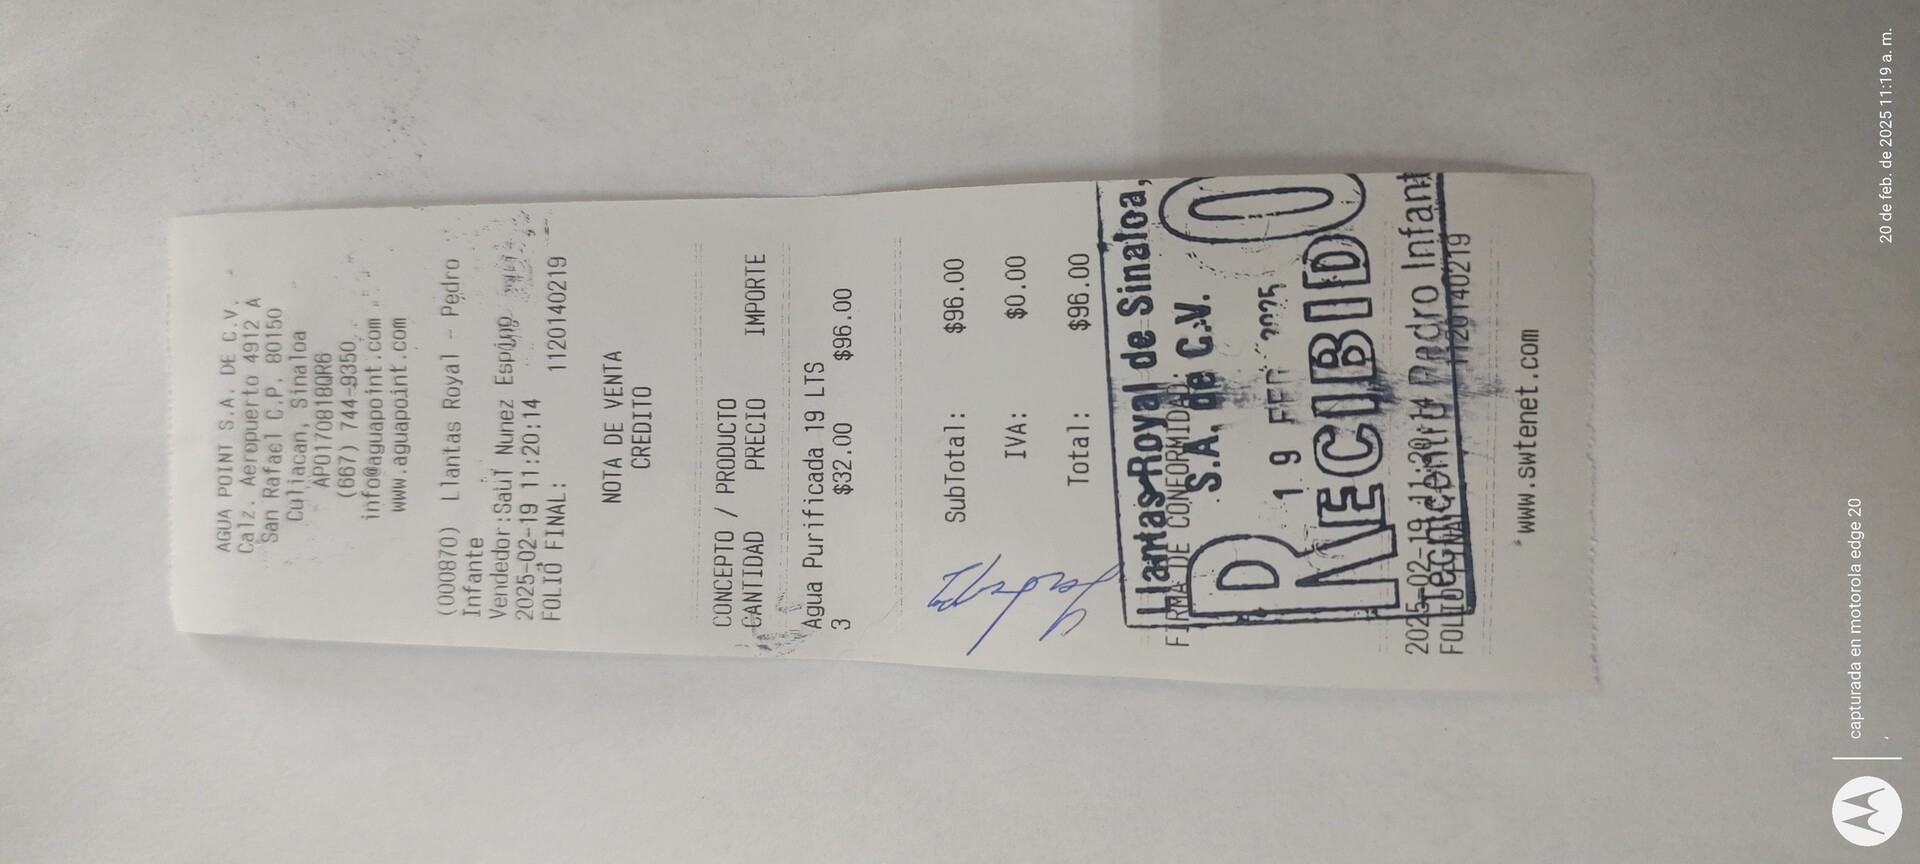 AGUA POINT S.A. DE C.V.
Calz. Aeropuerto 4912 A
San Rafael C.P. 80150
Culiacan, Sinaloa
APO170818QR6
(667) 744-9350
info@aguapoint.com
www.aguapoint.com
(000870) Llantas Royal - Pedro
Infante
Vendedor:Saul Nunez Espino
2025-02-19 11:20:14
FOLIO FINAL: 1120140219
NOTA DE VENTA
CREDITO
CONCEPTO / PRODUCTO
CANTIDAD PRECIO IMPORTE
Agua Purificada 19 LTS
3 $32.00 $96.00
SubTotal: $96.00
IVA: $0.00
Total: $96.00
Llantas Royal de Sinaloa,
FIRMA DE CONFORMIDAD:
S.A. de C.V.
19 FEB 2025
RECIBIDO
2025-02-19 11:20:14
Tecnicentro Pedro Infant
FOLIO FINAL: 1120140219
www.swtenet.com
capturada en motorola edge 20
20 de feb. de 2025 11:19 a. m.